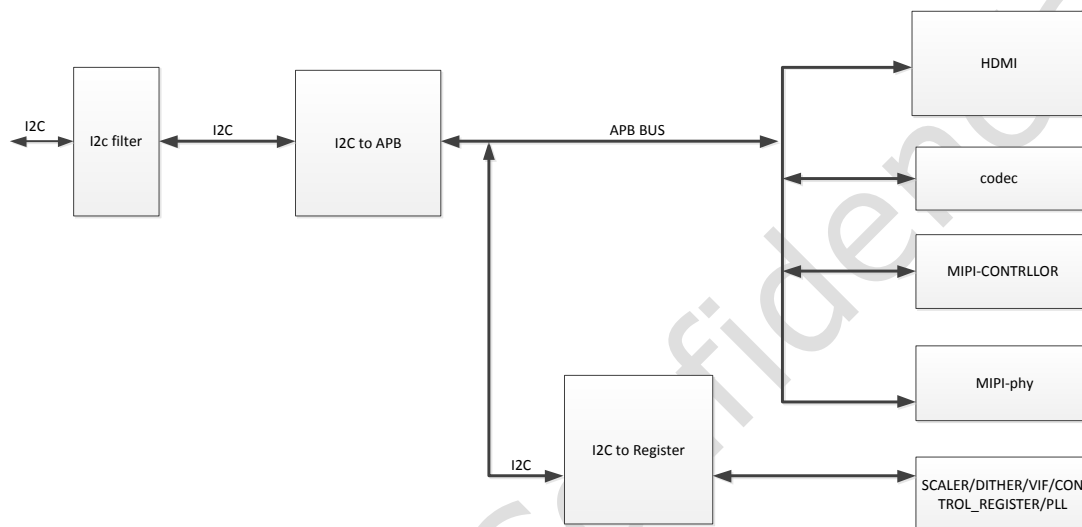 HDMI
I2C
I2c filter
I2C
I2C to APB
APB BUS
codec
MIPI-CONTRLLOR
MIPI-phy
I2C
I2C to Register
SCALER/DITHER/VIF/CON
TROL_REGISTER/PLL